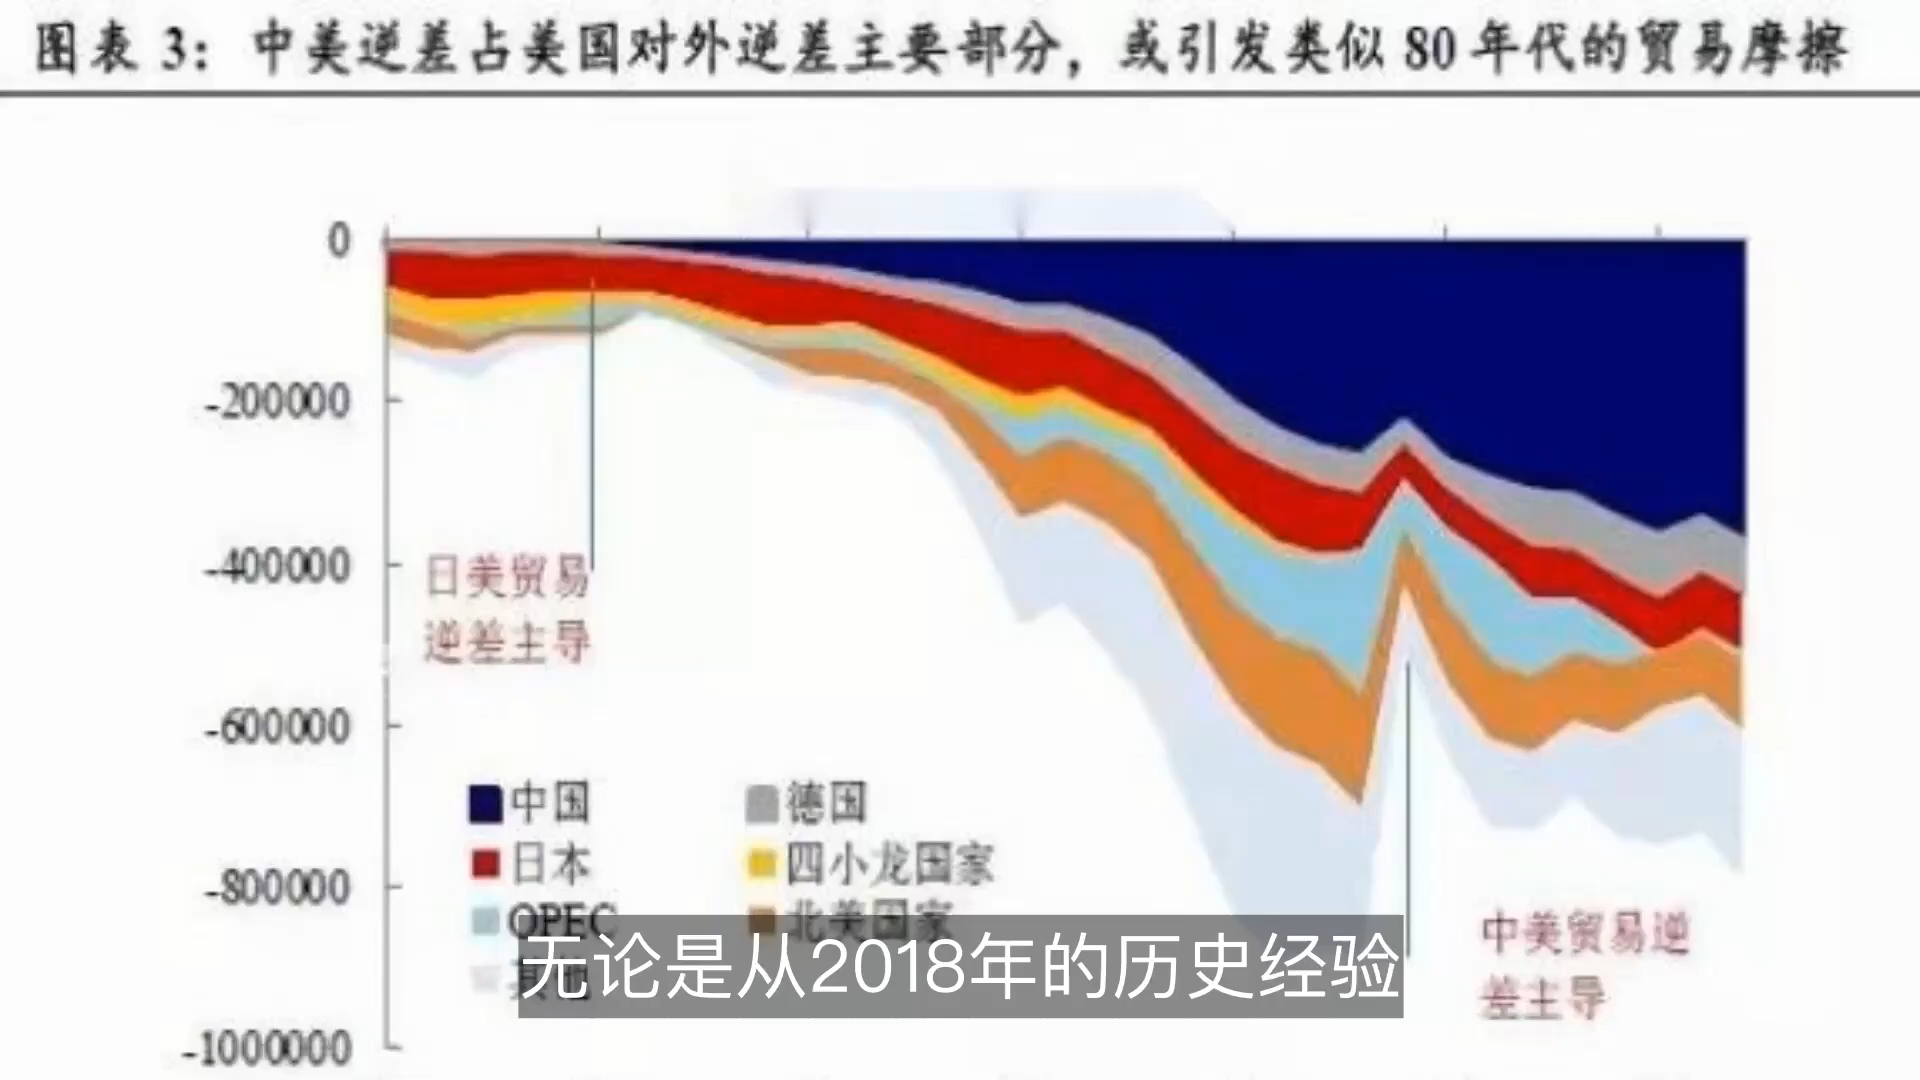 图表 3：中美逆差占美国对外逆差主要部分，或引发类似 80 年代的贸易摩擦
0
-200000
-400000
-600000
-800000
-1000000
日美贸易
逆差主导
中国
德国
日本
四小龙国家
OPEC
北美国家
其他
中美贸易逆
差主导
无论是从2018年的历史经验